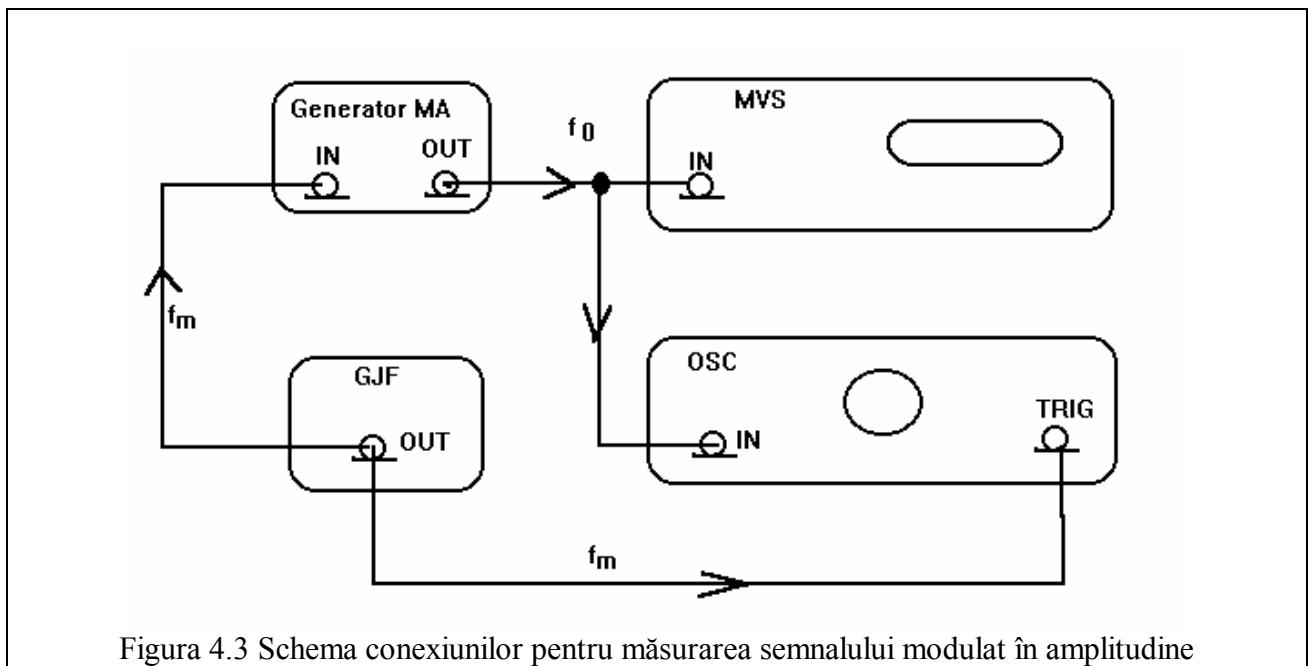 Generator MA
IN
OUT
f0
MVS
IN
fm
GJF
OUT
OSC
IN
TRIG
fm
Figura 4.3 Schema conexiunilor pentru măsurarea semnalului modulat în amplitudine